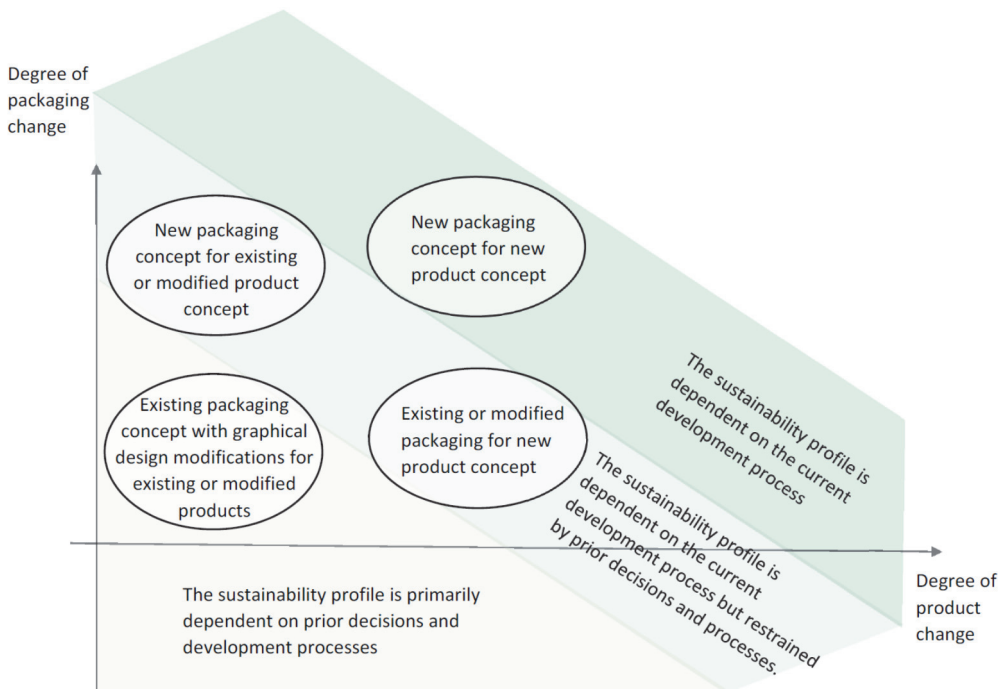 Degree of
packaging
change
New packaging
concept for existing
or modified product
concept
New packaging
concept for new
product concept
Existing packaging
concept with graphical
design modifications for
existing or modified
products
Existing or modified
packaging for new
product concept
The sustainability profile is
dependent on the current
development process
The sustainability profile is
dependent on the current
development process but restrained
by prior decisions and processes.
The sustainability profile is primarily
dependent on prior decisions and
development processes
Degree of
product
change